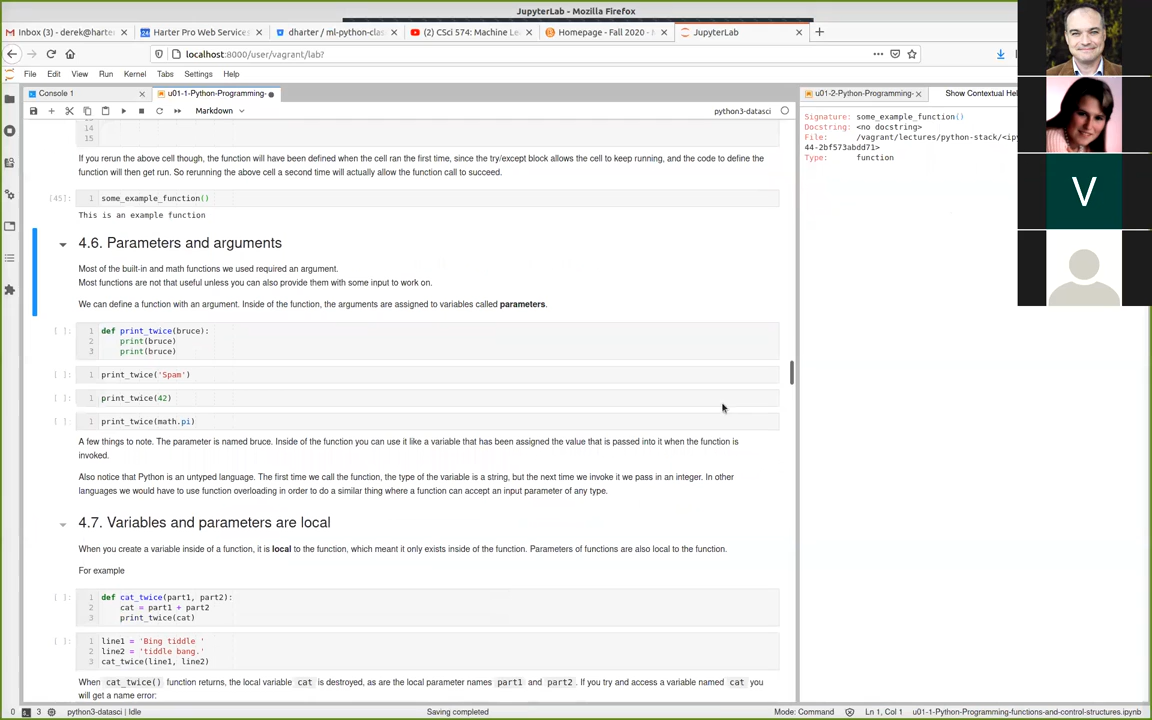 JupyterLab - Mozilla Firefox
Inbox (3) - derek@harter
Harter Pro Web Services
dharter / ml-python-clas
(2) CSci 574: Machine Le
Homepage - Fall 2020 -
JupyterLab
localhost:8000/user/vagrant/lab?
File Edit View Run Kernel Tabs Settings Help
Console 1
u01-1-Python-Programming-
u01-2-Python-Programming-
Show Contextual Hel
Markdown
python3-datasci
14
15
If you rerun the above cell though, the function will have been defined when the cell ran the first time, since the try/except block allows the cell to keep running, and the code to define the
function will then get run. So rerunning the above cell a second time will actually allow the function call to succeed.
[45]: 1 some_example_function()
This is an example function
4.6. Parameters and arguments
Most of the built-in and math functions we used required an argument.
Most functions are not that useful unless you can also provide them with some input to work on.
We can define a function with an argument. Inside of the function, the arguments are assigned to variables called parameters.
[ ]: 1 def print_twice(bruce):
2 print(bruce)
3 print(bruce)
[ ]: 1 print_twice('Spam')
[ ]: 1 print_twice(42)
[ ]: 1 print_twice(math.pi)
A few things to note. The parameter is named bruce. Inside of the function you can use it like a variable that has been assigned the value that is passed into it when the function is
invoked.
Also notice that Python is an untyped language. The first time we call the function, the type of the variable is a string, but the next time we invoke it we pass in an integer. In other
languages we would have to use function overloading in order to do a similar thing where a function can accept an input parameter of any type.
4.7. Variables and parameters are local
When you create a variable inside of a function, it is local to the function, which meant it only exists inside of the function. Parameters of functions are also local to the function.
For example
[ ]: 1 def cat_twice(part1, part2):
2 cat = part1 + part2
3 print_twice(cat)
[ ]: 1 line1 = 'Bing tiddle '
2 line2 = 'tiddle bang.'
3 cat_twice(line1, line2)
When cat_twice() function returns, the local variable cat is destroyed, as are the local parameter names part1 and part2. If you try and access a variable named cat you
will get a name error:
Signature: some_example_function()
Docstring: <no docstring>
File: /vagrant/lectures/python-stack/<ipy
44-2bf573abdd71>
Type: function
V
0 3 python3-datasci | Idle
Saving completed
Mode: Command
Ln 1, Col 1
u01-1-Python-Programming-functions-and-control-structures.ipynb